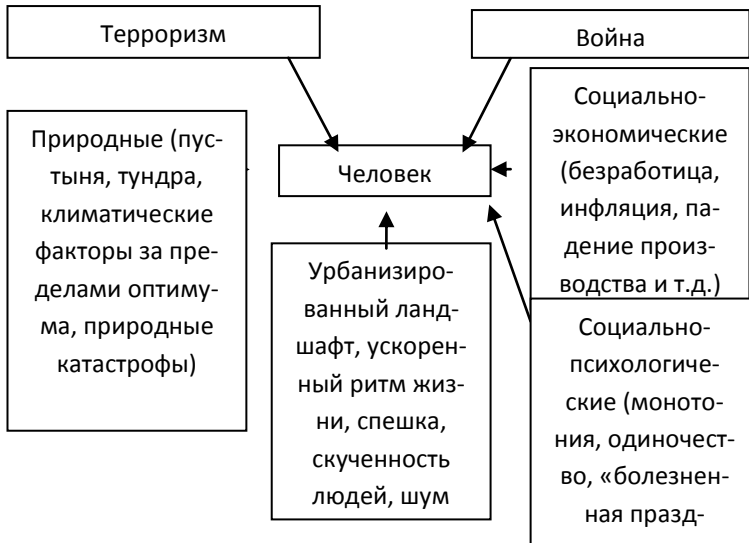 Терроризм
Война
Природные (пус-
тыня, тундра,
климатические
факторы за пре-
делами оптиму-
ма, природные
катастрофы)
Человек
Социально-
экономические
(безработица,
инфляция, па-
дение произ-
водства и т.д.)
Урбанизиро-
ванный ланд-
шафт, ускорен-
ный ритм жиз-
ни, спешка,
скученность
людей, шум
Социально-
психологиче-
ские (моното-
ния, одиночест-
во, «болезнен-
ная празд-